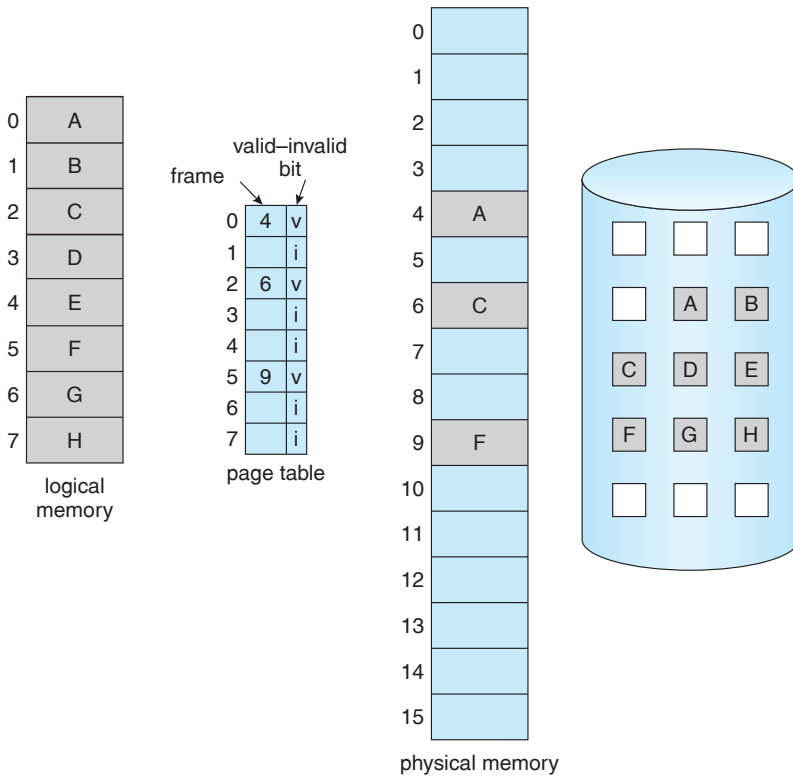 0 A
1 B
2 C
3 D
4 E
5 F
6 G
7 H
logical
memory
valid–invalid
bit
frame
0 4 v
1 i
2 6 v
3 i
4 i
5 9 v
6 i
7 i
page table
0
1
2
3
4 A
5
6 C
7
8
9 F
10
11
12
13
14
15
physical memory
A B
C D E
F G H